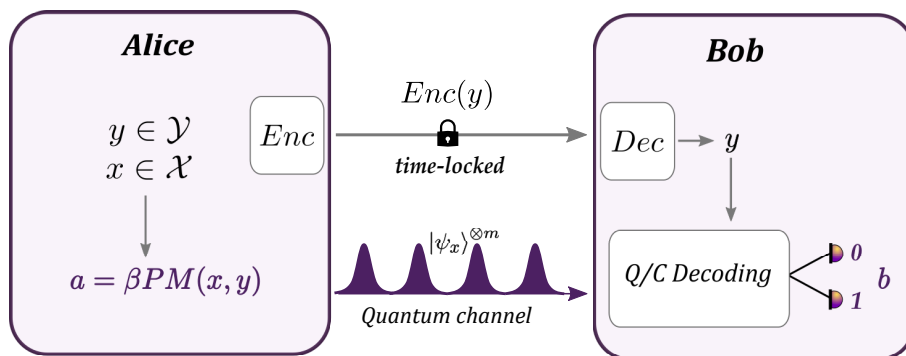 Alice
Bob
y ∈ 𝒴
x ∈ 𝒳
Enc
Enc(y)
time-locked
Dec
y
a = βPM(x, y)
|ψ_x⟩^{⊗m}
Quantum channel
Q/C Decoding
0
1
b